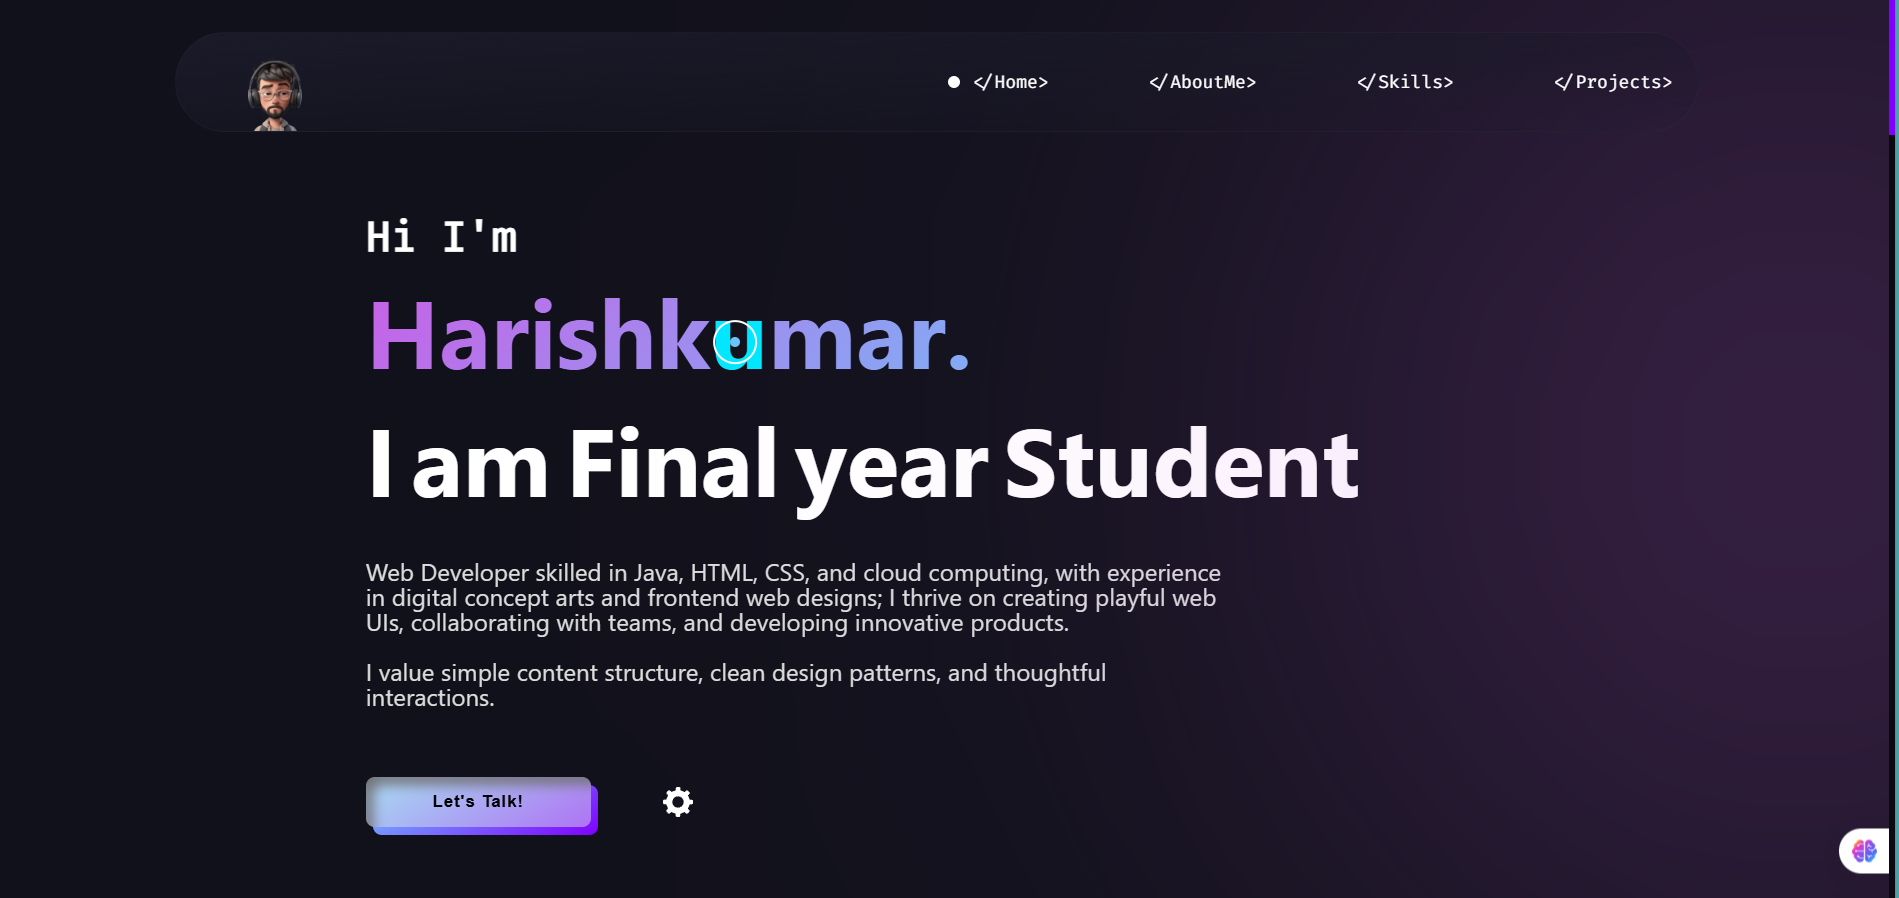 </Home> </AboutMe> </Skills> </Projects>
Hi I'm
Harishkumar.
I am Final year Student
Web Developer skilled in Java, HTML, CSS, and cloud computing, with experience
in digital concept arts and frontend web designs; I thrive on creating playful web
UIs, collaborating with teams, and developing innovative products.
I value simple content structure, clean design patterns, and thoughtful
interactions.
Let's Talk!